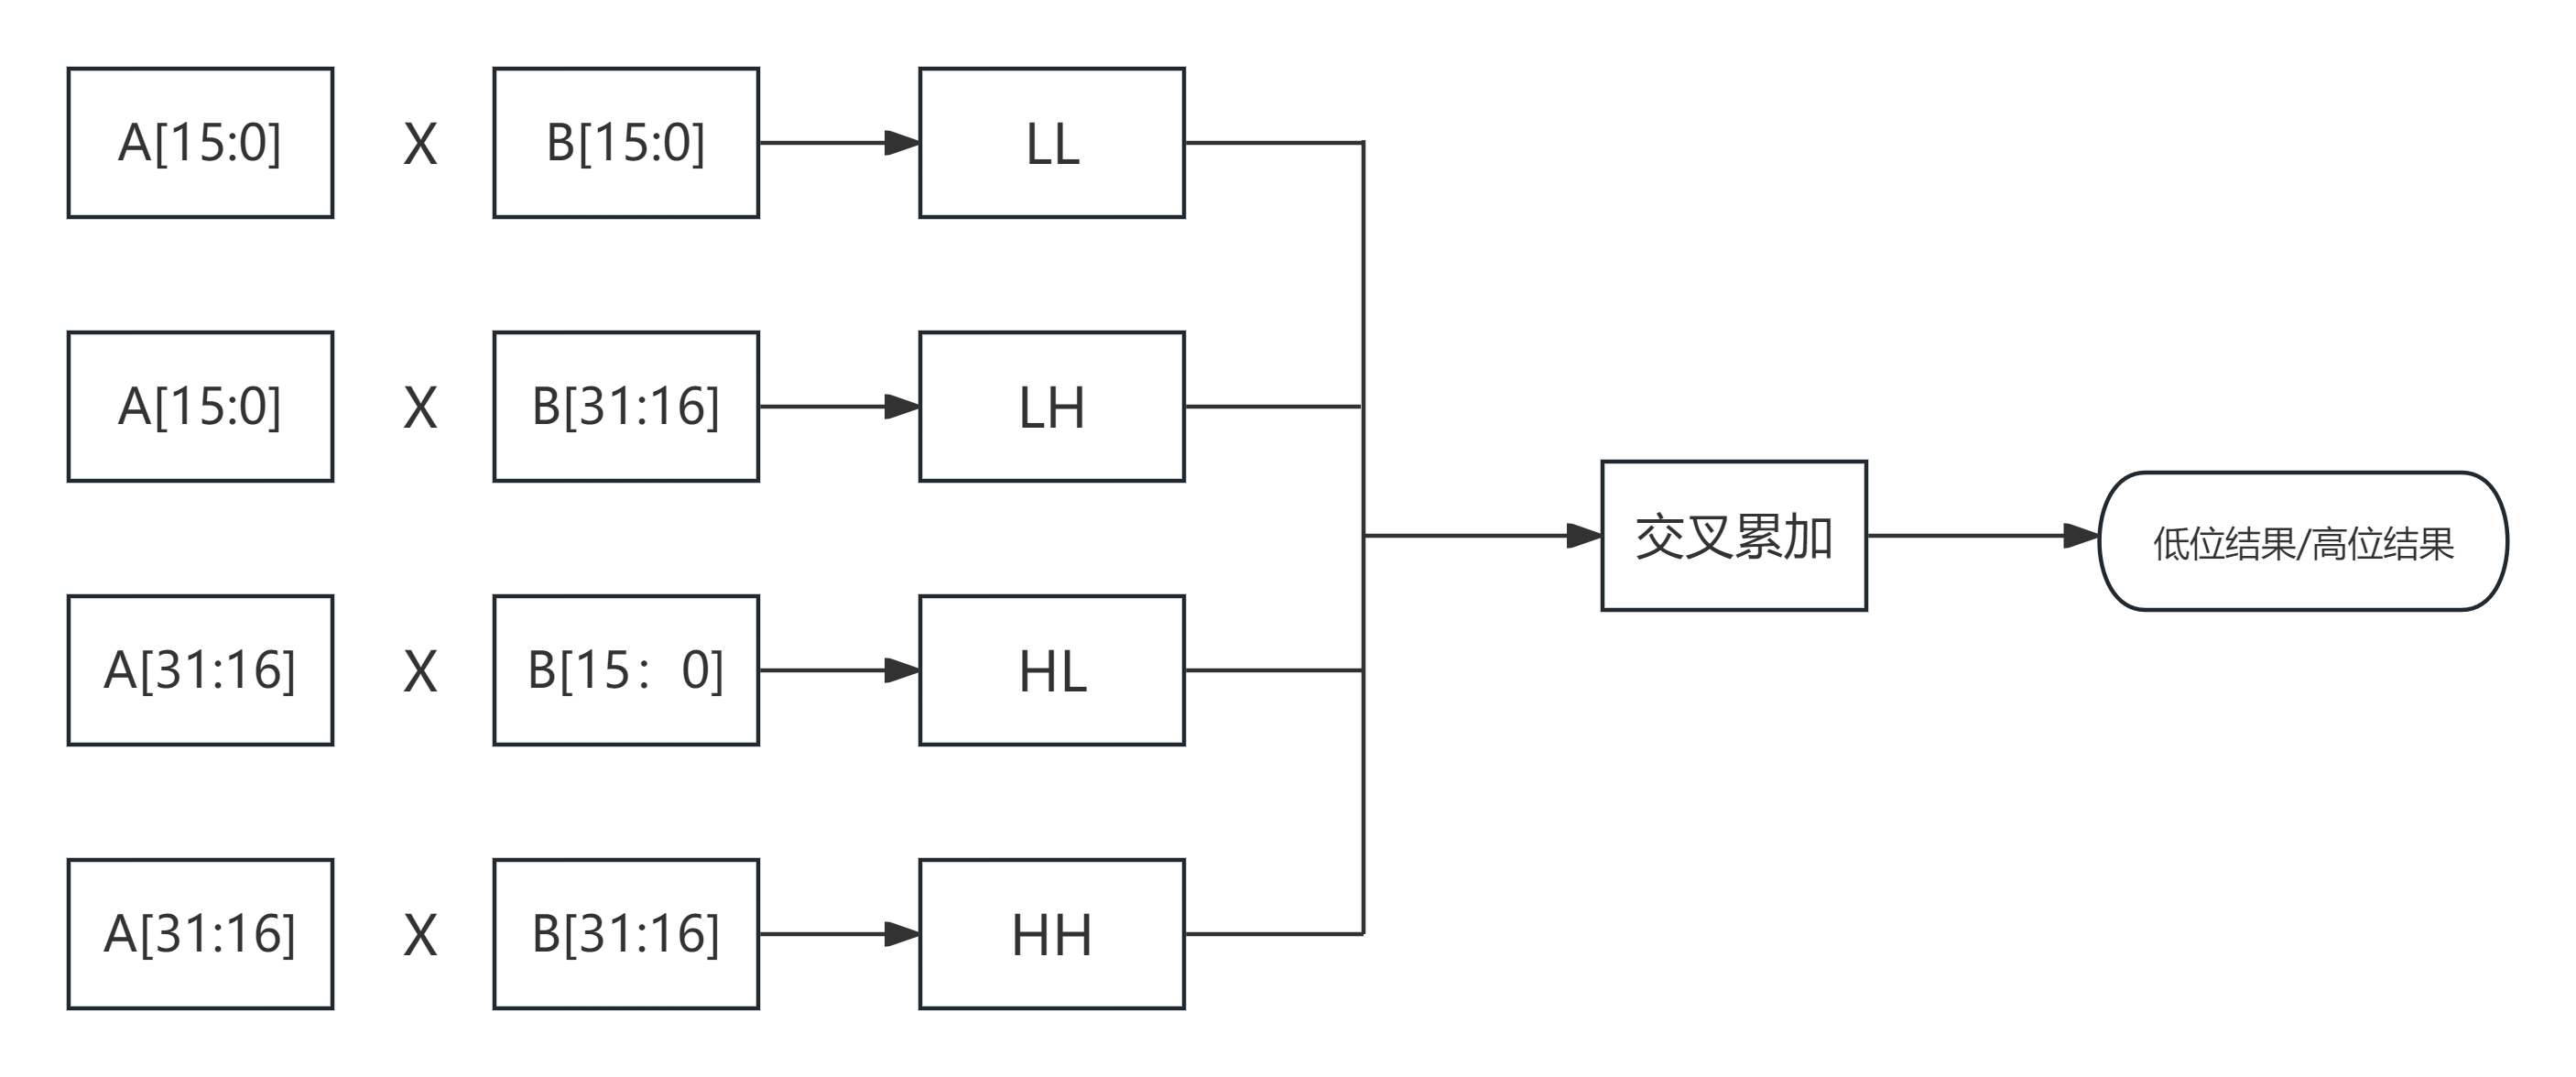 A[15:0] X B[15:0] LL
A[15:0] X B[31:16] LH
交叉累加
低位结果/高位结果
A[31:16] X B[15：0] HL
A[31:16] X B[31:16] HH